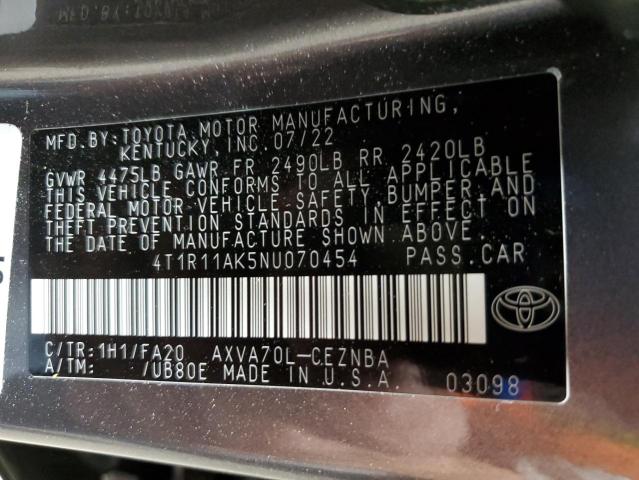 MFD.BY:TOYOTA MOTOR MANUFACTURING,
KENTUCKY, INC. 07/22
GVWR 4475LB GAWR FR 2490LB RR 2420LB
THIS VEHICLE CONFORMS TO ALL APPLICABLE
FEDERAL MOTOR VEHICLE SAFETY,BUMPER,AND
THEFT PREVENTION STANDARDS IN EFFECT ON
THE DATE OF MANUFACTURE SHOWN ABOVE.
4T1R11AK5NU070454 PASS.CAR
C/TR:1H1/FA20 AXVA70L-CEZNBA
A/TM: /UB80E MADE IN U.S.A. 03098